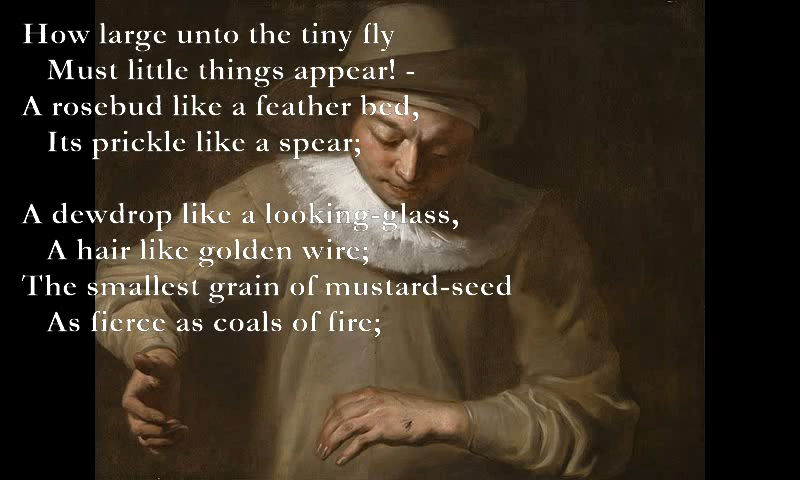 How large unto the tiny fly
Must little things appear! -
A rosebud like a feather bed,
Its prickle like a spear;
A dewdrop like a looking-glass,
A hair like golden wire;
The smallest grain of mustard-seed
As fierce as coals of fire;